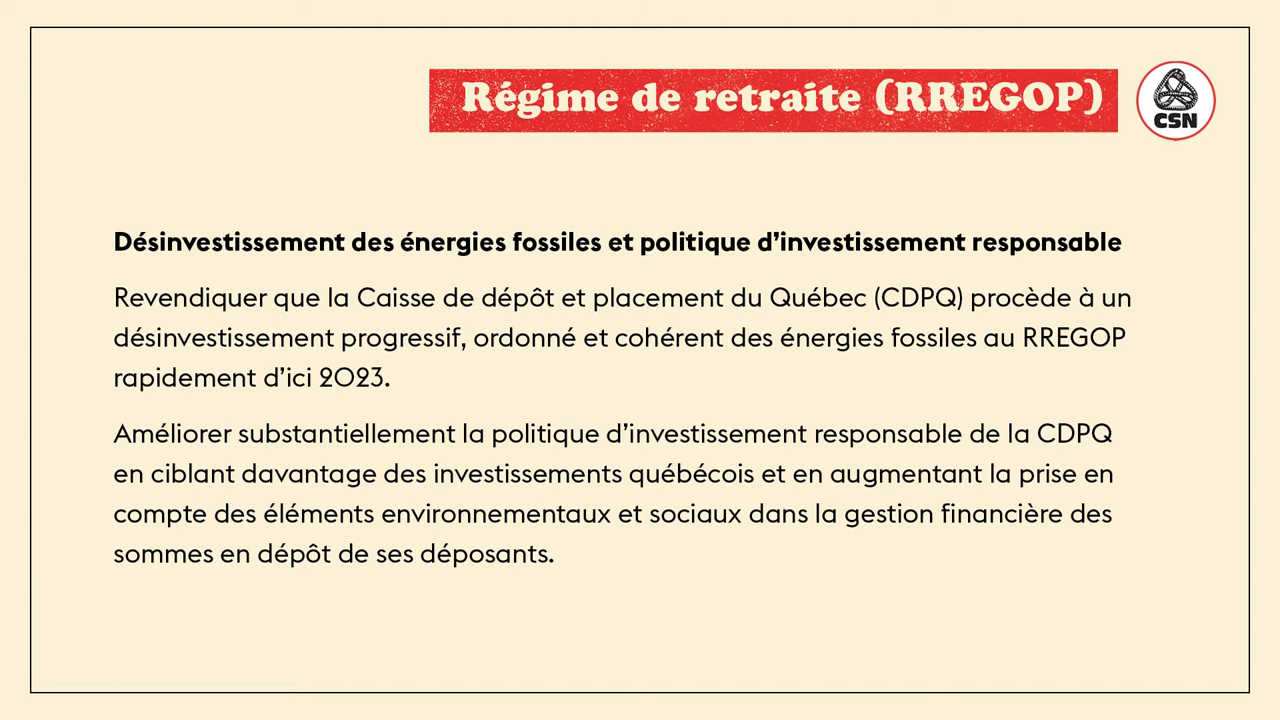 Régime de retraite (RREGOP)
CSN
Désinvestissement des énergies fossiles et politique d’investissement responsable
Revendiquer que la Caisse de dépôt et placement du Québec (CDPQ) procède à un
désinvestissement progressif, ordonné et cohérent des énergies fossiles au RREGOP
rapidement d’ici 2023.
Améliorer substantiellement la politique d’investissement responsable de la CDPQ
en ciblant davantage des investissements québécois et en augmentant la prise en
compte des éléments environnementaux et sociaux dans la gestion financière des
sommes en dépôt de ses déposants.